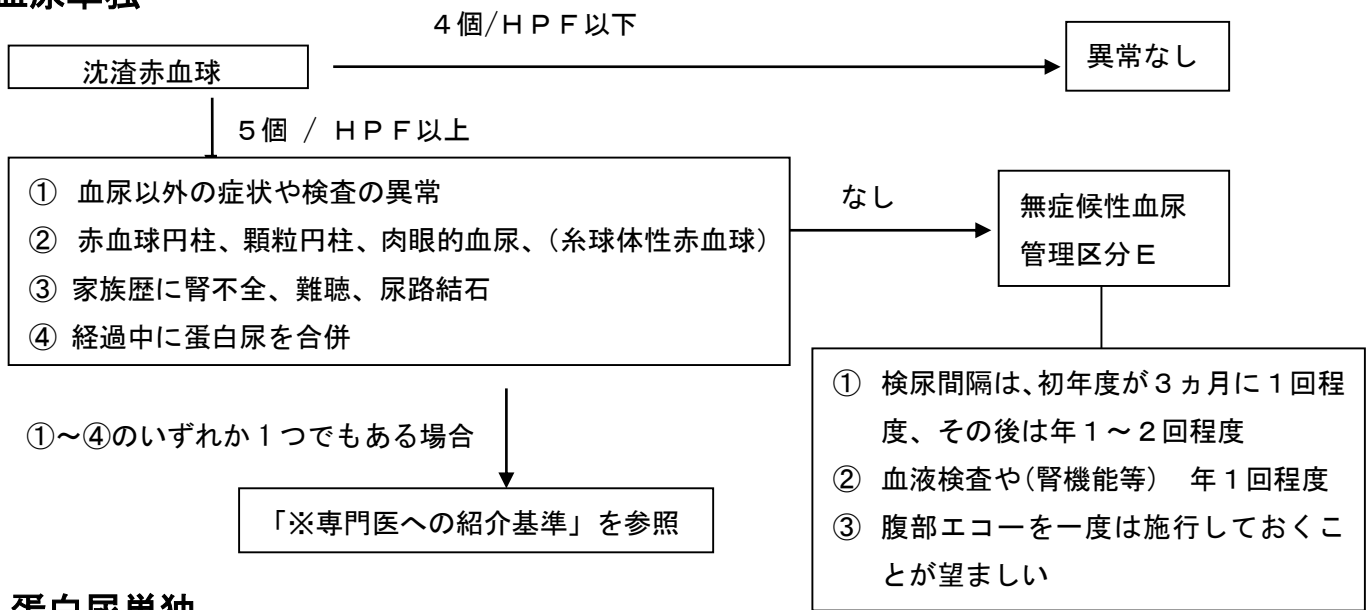 血尿単独
４個/ＨＰＦ以下
沈渣赤血球
異常なし
５個 / ＨＰＦ以上
① 血尿以外の症状や検査の異常
② 赤血球円柱、顆粒円柱、肉眼的血尿、（糸球体性赤血球）
③ 家族歴に腎不全、難聴、尿路結石
④ 経過中に蛋白尿を合併
なし
無症候性血尿
管理区分Ｅ
①～④のいずれか１つでもある場合
「※専門医への紹介基準」を参照
① 検尿間隔は、初年度が３ヵ月に１回程
度、その後は年１～２回程度
② 血液検査や（腎機能等）　年１回程度
③ 腹部エコーを一度は施行しておくこ
とが望ましい
蛋白尿単独